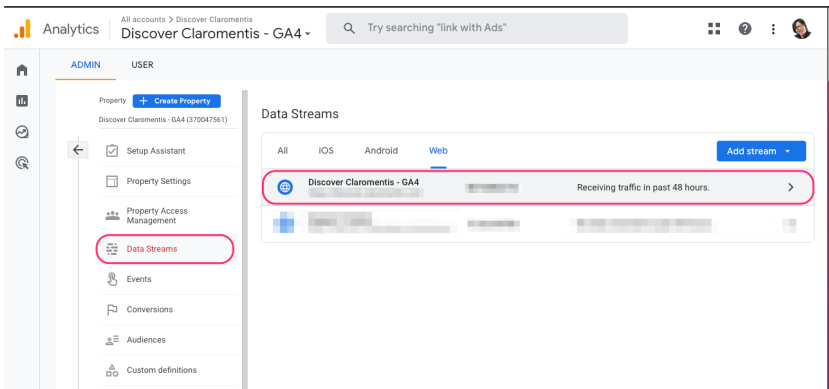 Analytics
All accounts > Discover Claromentis
Discover Claromentis - GA4
Try searching "link with Ads"
ADMIN
USER
Property
+ Create Property
Discover Claromentis - GA4 (370047561)
Setup Assistant
Property Settings
Property Access
Management
Data Streams
Events
Conversions
Audiences
Custom definitions
Data Streams
All
iOS
Android
Web
Add stream
Discover Claromentis - GA4
Receiving traffic in past 48 hours.